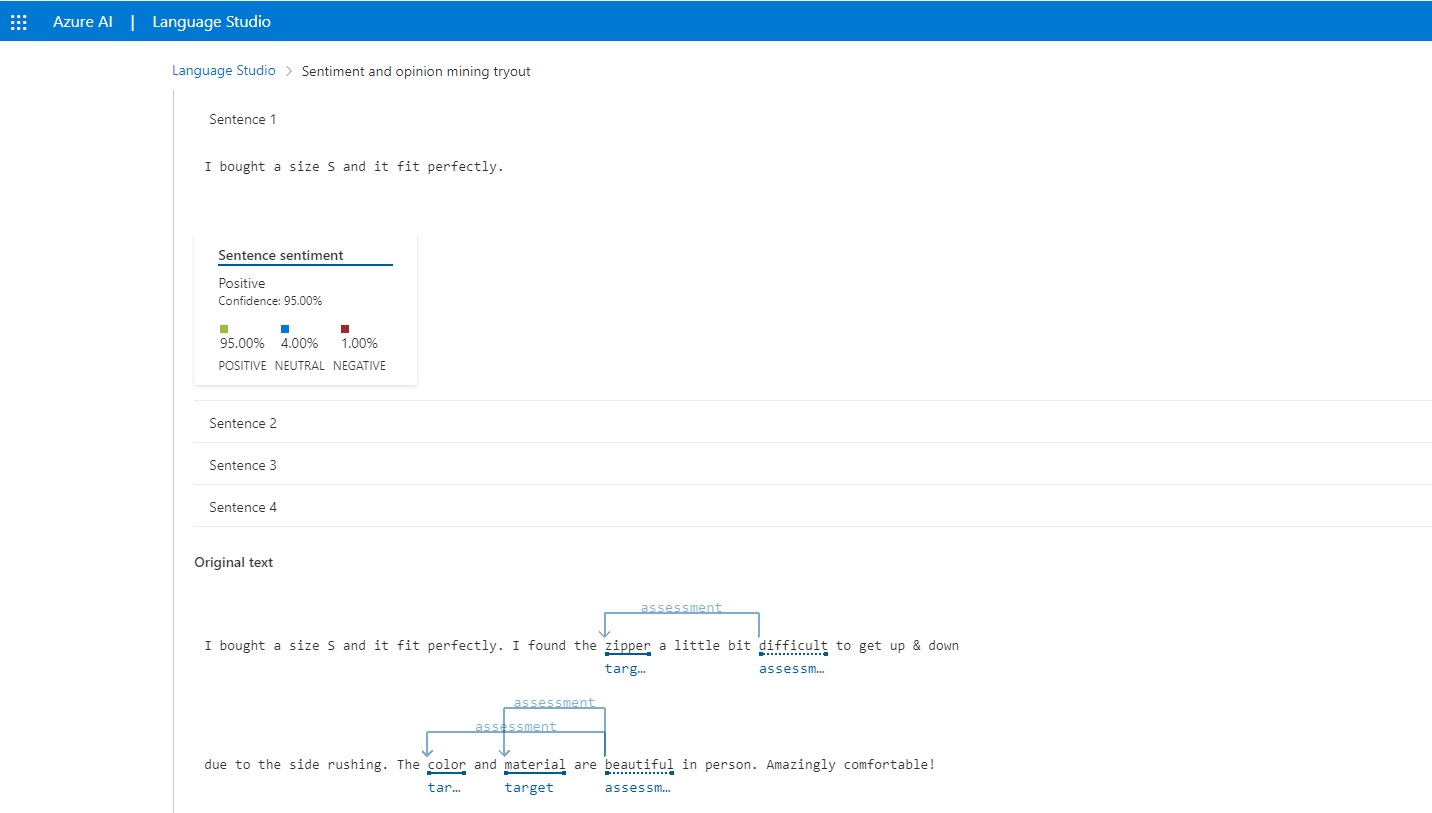 Azure AI | Language Studio
Language Studio > Sentiment and opinion mining tryout
Sentence 1
I bought a size S and it fit perfectly.
Sentence sentiment
Positive
Confidence: 95.00%
95.00% 4.00% 1.00%
POSITIVE NEUTRAL NEGATIVE
Sentence 2
Sentence 3
Sentence 4
Original text
assessment
I bought a size S and it fit perfectly. I found the zipper a little bit difficult to get up & down
targ… assessm…
assessment
assessment
due to the side rushing. The color and material are beautiful in person. Amazingly comfortable!
tar… target assessm…